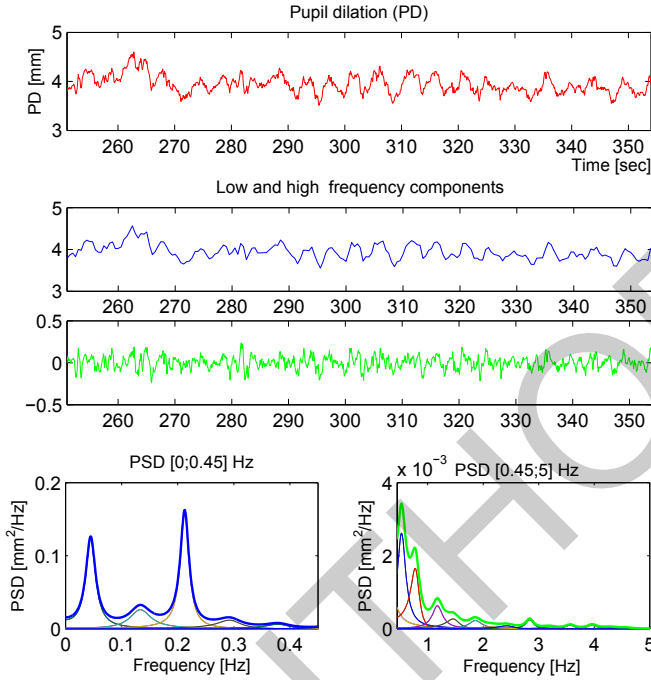 Pupil dilation (PD)
5
4
3
PD [mm]
260 270 280 290 300 310 320 330 340 350
Time [sec]
Low and high frequency components
5
4
3
260 270 280 290 300 310 320 330 340 350
0.5
0
−0.5
260 270 280 290 300 310 320 330 340 350
PSD [0;0.45] Hz
0.2
0.1
0
PSD [mm²/Hz]
0 0.1 0.2 0.3 0.4
Frequency [Hz]
x 10⁻³ PSD [0.45;5] Hz
4
2
0
PSD [mm²/Hz]
1 2 3 4 5
Frequency [Hz]